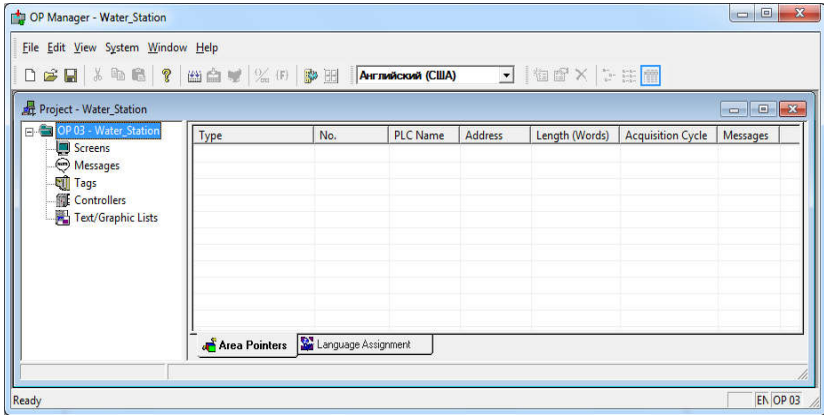 OP Manager - Water_Station
File Edit View System Window Help
Английский (США)
Project - Water_Station
OP 03 - Water_Station
Screens
Messages
Tags
Controllers
Text/Graphic Lists
Type No. PLC Name Address Length (Words) Acquisition Cycle Messages
Area Pointers Language Assignment
Ready EN OP 03